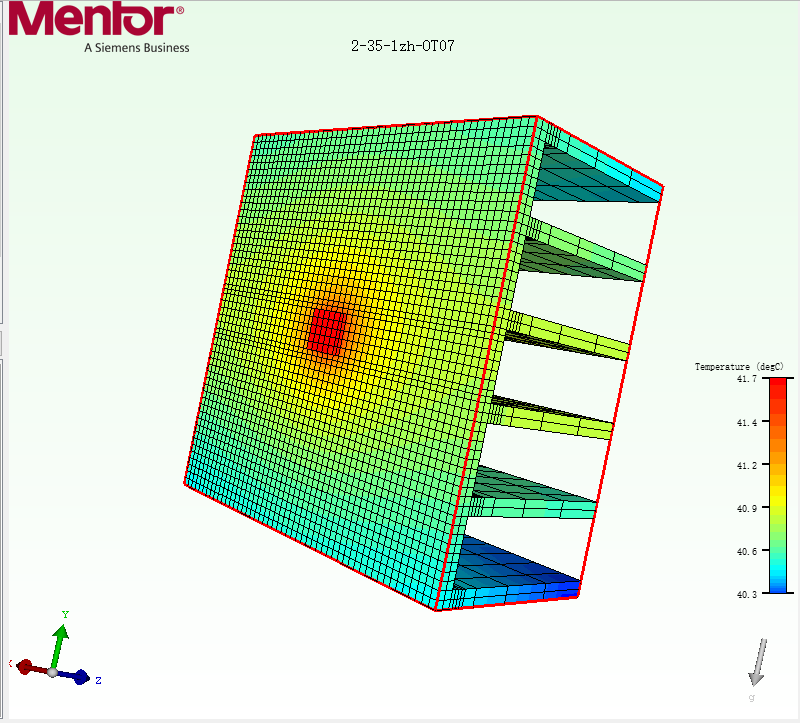 Mentor®
A Siemens Business
2-35-1zh-OT07
Temperature (degC)
41.7
41.4
41.2
40.9
40.6
40.3
Y
X
Z
g